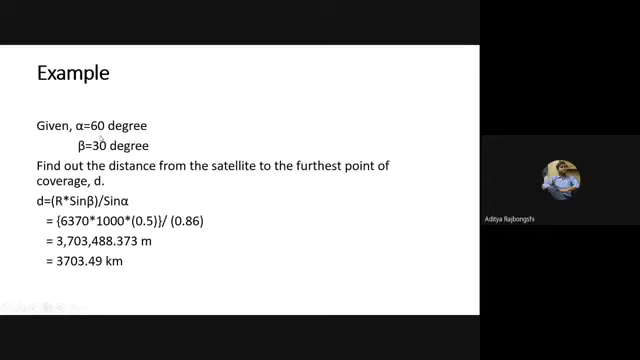 Example
Given, α=60 degree
β=30 degree
Find out the distance from the satellite to the furthest point of
coverage, d.
d=(R*Sinβ)/Sinα
= {6370*1000*(0.5)}/ (0.86)
= 3,703,488.373 m
= 3703.49 km
Aditya Rajbongshi